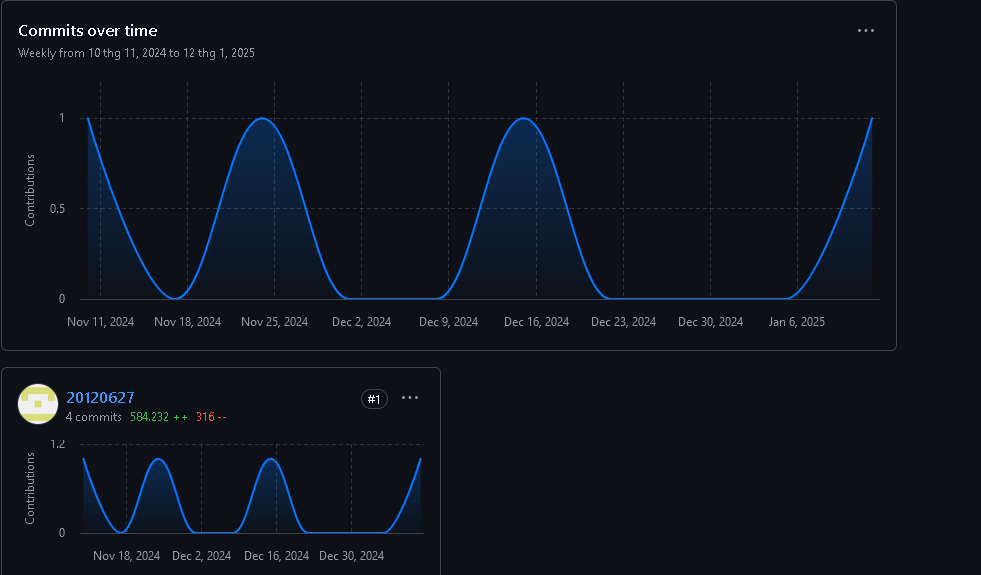 Commits over time
Weekly from 10 thg 11, 2024 to 12 thg 1, 2025
Contributions
1
0.5
0
Nov 11, 2024 Nov 18, 2024 Nov 25, 2024 Dec 2, 2024 Dec 9, 2024 Dec 16, 2024 Dec 23, 2024 Dec 30, 2024 Jan 6, 2025
20120627 #1
4 commits 584.232 ++ 316 --
Contributions
1.2
0
Nov 18, 2024 Dec 2, 2024 Dec 16, 2024 Dec 30, 2024